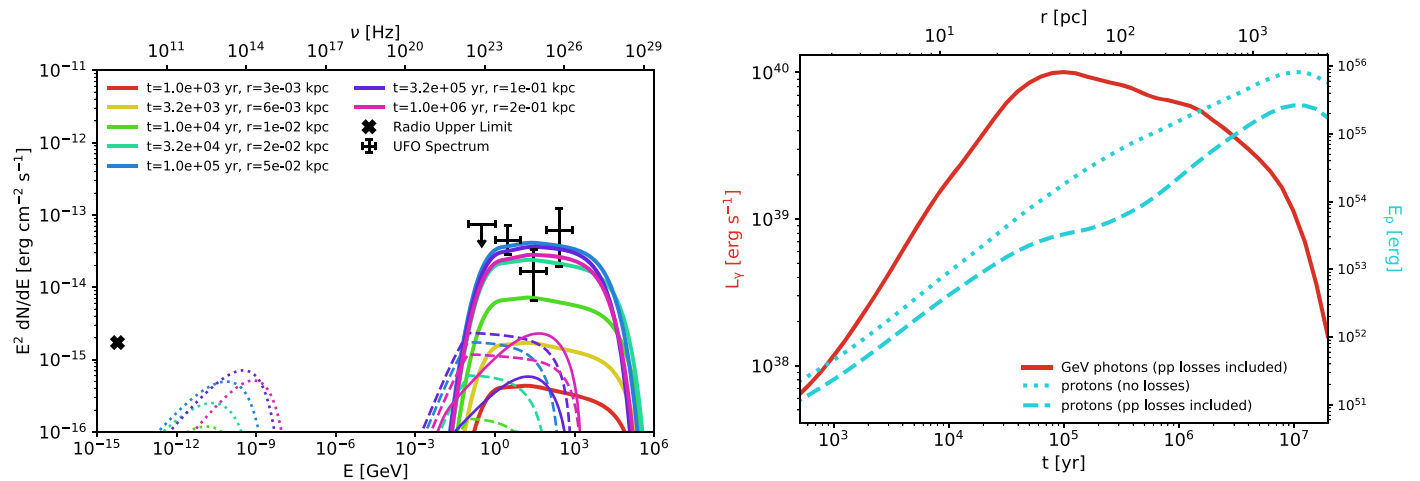 ν [Hz]
10^11 10^14 10^17 10^20 10^23 10^26 10^29
E^2 dN/dE [erg cm^−2 s^−1]
10^−11
10^−12
10^−13
10^−14
10^−15
10^−16
t=1.0e+03 yr, r=3e-03 kpc
t=3.2e+03 yr, r=6e-03 kpc
t=1.0e+04 yr, r=1e-02 kpc
t=3.2e+04 yr, r=2e-02 kpc
t=1.0e+05 yr, r=5e-02 kpc
t=3.2e+05 yr, r=1e-01 kpc
t=1.0e+06 yr, r=2e-01 kpc
Radio Upper Limit
UFO Spectrum
10^−15 10^−12 10^−9 10^−6 10^−3 10^0 10^3 10^6
E [GeV]
r [pc]
10^1 10^2 10^3
L_γ [erg s^−1]
10^40
10^39
10^38
10^56
10^55
10^54
10^53
10^52
10^51
E_p [erg]
GeV photons (pp losses included)
protons (no losses)
protons (pp losses included)
10^3 10^4 10^5 10^6 10^7
t [yr]